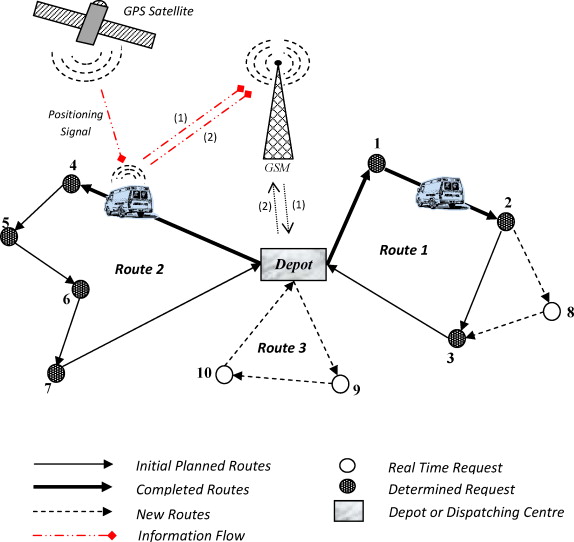 GPS Satellite
Positioning
Signal
(1)
(2)
GSM
(2)
(1)
1
2
3
4
5
6
7
8
9
10
Route 1
Route 2
Depot
Route 3
Initial Planned Routes
Completed Routes
New Routes
Information Flow
Real Time Request
Determined Request
Depot or Dispatching Centre